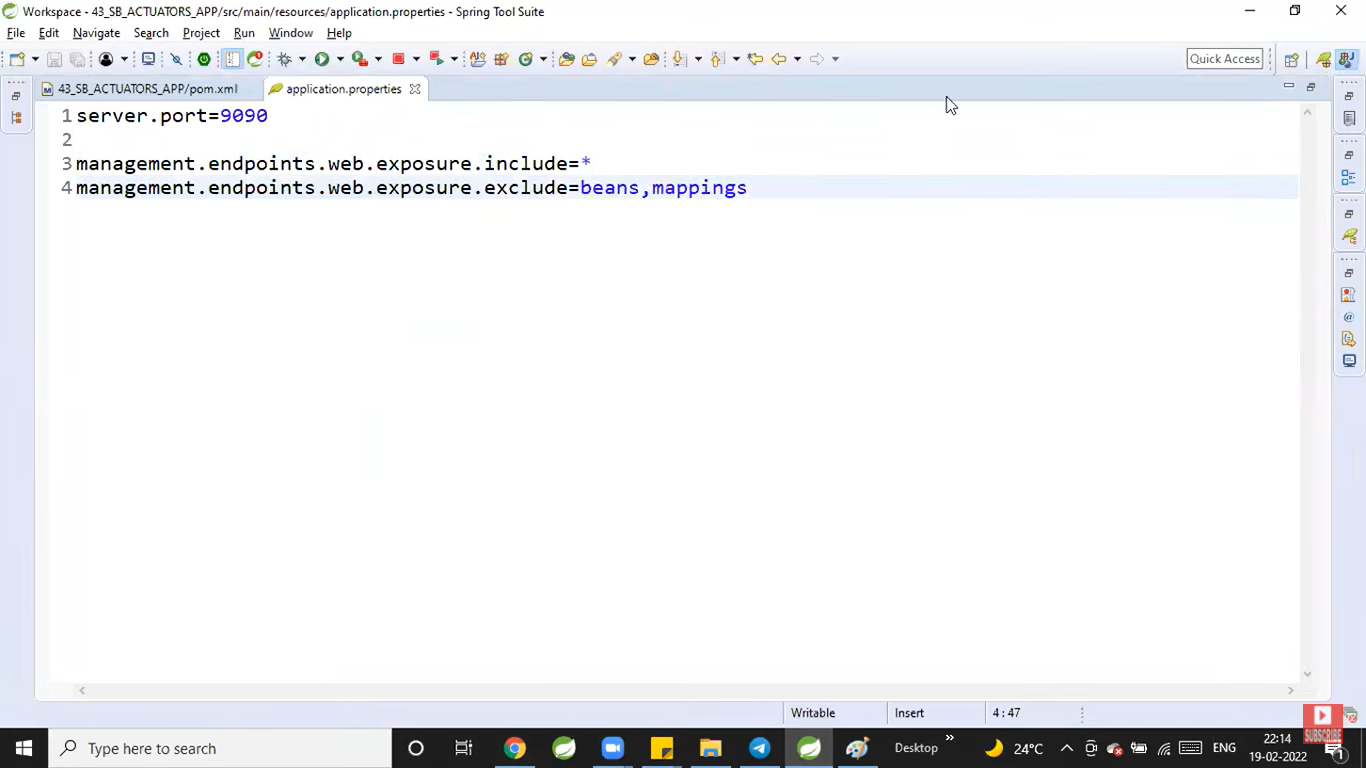 Workspace - 43_SB_ACTUATORS_APP/src/main/resources/application.properties - Spring Tool Suite
File Edit Navigate Search Project Run Window Help
Quick Access
43_SB_ACTUATORS_APP/pom.xml application.properties
1 server.port=9090
2
3 management.endpoints.web.exposure.include=*
4 management.endpoints.web.exposure.exclude=beans,mappings
Writable Insert 4 : 47
SUBSCRIBE
Type here to search Desktop 24°C ENG 22:14
19-02-2022 1